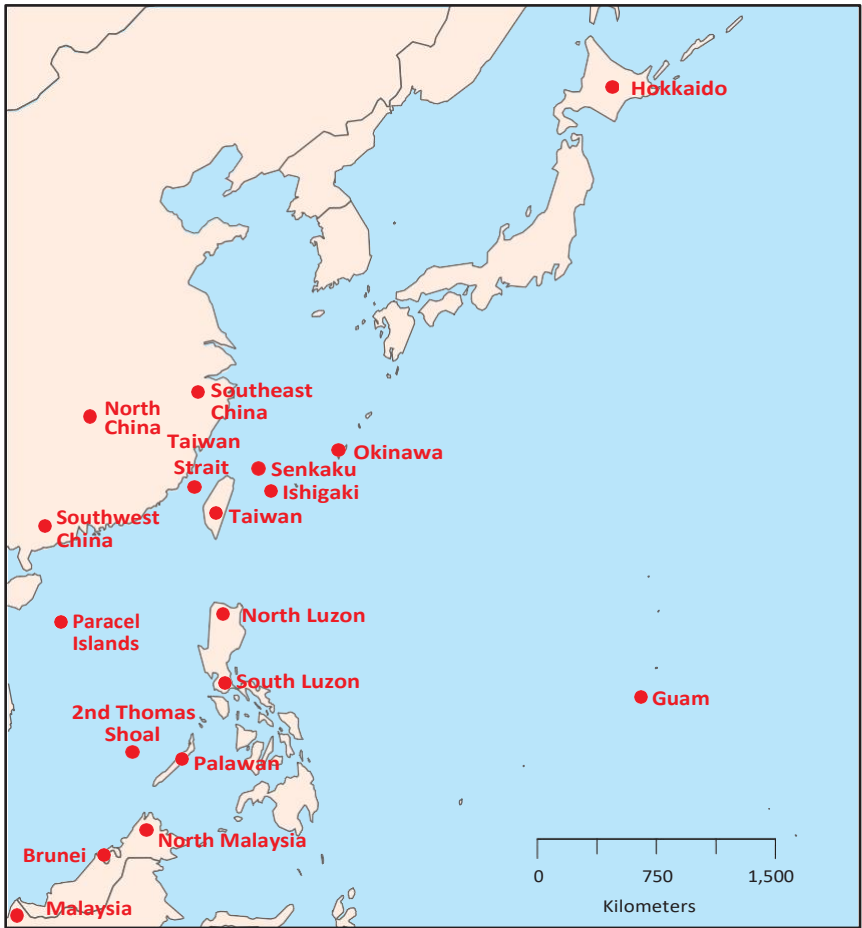 Hokkaido
Southeast
China
North
China
Taiwan
Strait
Okinawa
Senkaku
Ishigaki
Taiwan
Southwest
China
North Luzon
Paracel
Islands
South Luzon
Guam
2nd Thomas
Shoal
Palawan
North Malaysia
Brunei
Malaysia
0 750 1,500
Kilometers